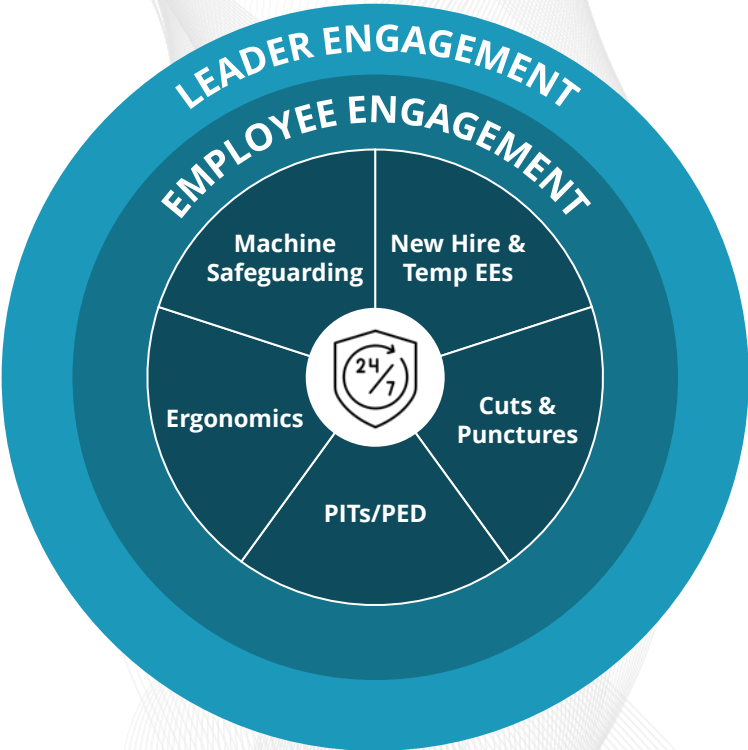 LEADER ENGAGEMENT
EMPLOYEE ENGAGEMENT
Machine
Safeguarding
New Hire &
Temp EEs
Ergonomics
24/7
Cuts &
Punctures
PITs/PED